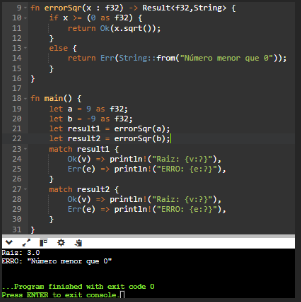 9 fn errorSqr(x : f32) -> Result<f32,String> {
10 if x >= (0 as f32) {
11 return Ok(x.sqrt());
12 }
13 else {
14 return Err(String::from("Número menor que 0"));
15 }
16 }
17
18 fn main() {
19 let a = 9 as f32;
20 let b = -9 as f32;
21 let result1 = errorSqr(a);
22 let result2 = errorSqr(b);
23 match result1 {
24 Ok(v) => println!("Raiz: {v:?}"),
25 Err(e) => println!("ERRO: {e:?}"),
26 }
27 match result2 {
28 Ok(v) => println!("Raiz: {v:?}"),
29 Err(e) => println!("ERRO: {e:?}"),
30 }
31 }
Raiz: 3.0
ERRO: "Número menor que 0"
...Program finished with exit code 0
Press ENTER to exit console.